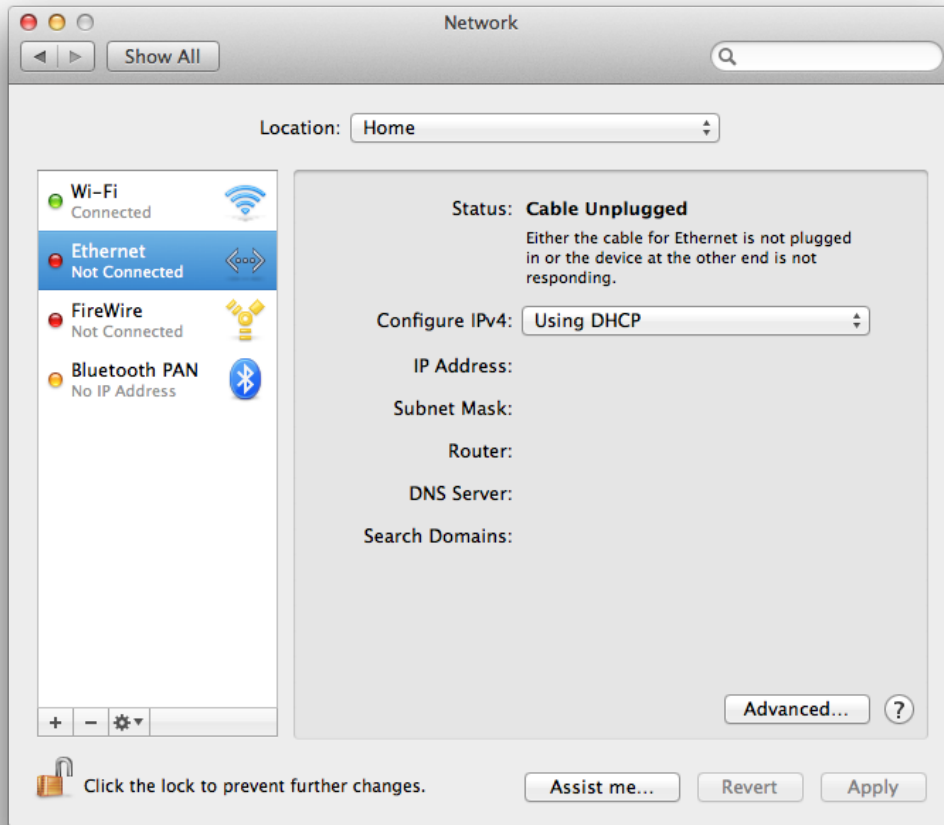 Network
Show All
Location: Home
Wi-Fi
Connected
Ethernet
Not Connected
FireWire
Not Connected
Bluetooth PAN
No IP Address
Status: Cable Unplugged
Either the cable for Ethernet is not plugged
in or the device at the other end is not
responding.
Configure IPv4: Using DHCP
IP Address:
Subnet Mask:
Router:
DNS Server:
Search Domains:
Advanced... ?
Click the lock to prevent further changes.
Assist me... Revert Apply